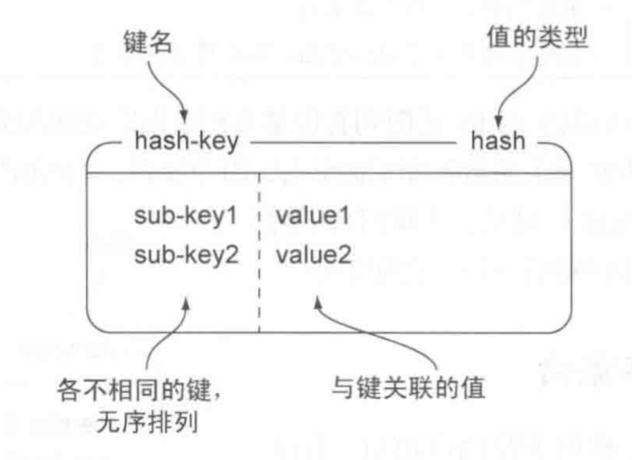 键名
值的类型
hash-key
hash
sub-key1
value1
sub-key2
value2
各不相同的键，
无序排列
与键关联的值